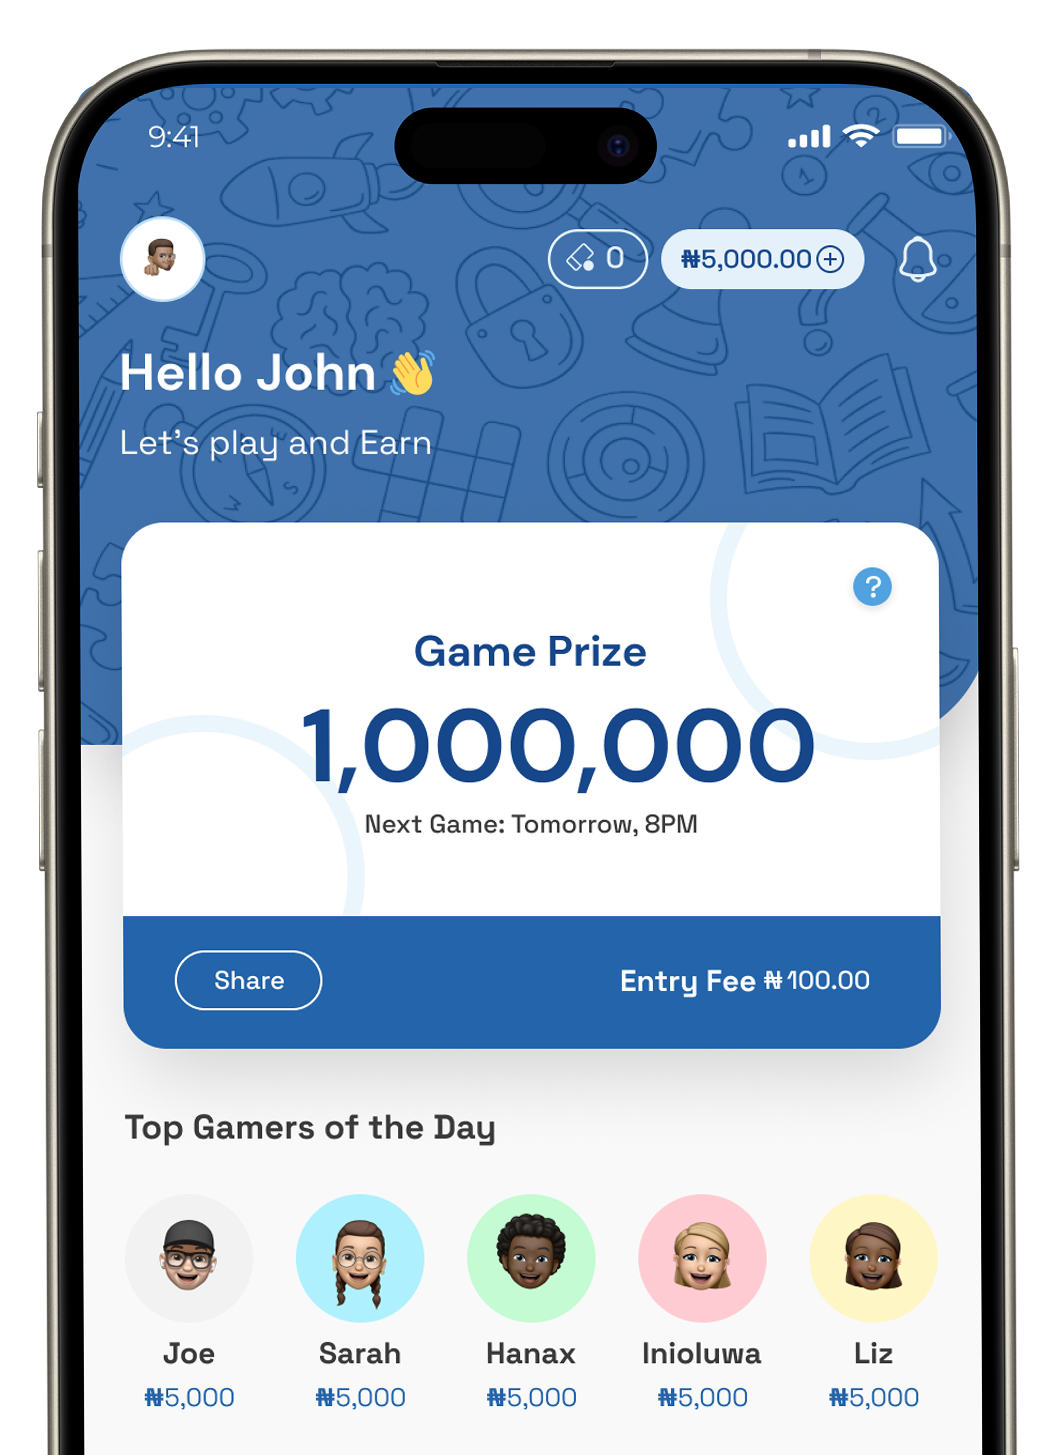 9:41
0
₦5,000.00
Hello John 👋
Let's play and Earn
?
Game Prize
1,000,000
Next Game: Tomorrow, 8PM
Share
Entry Fee ₦100.00
Top Gamers of the Day
Joe Sarah Hanax Inioluwa Liz
₦5,000 ₦5,000 ₦5,000 ₦5,000 ₦5,000